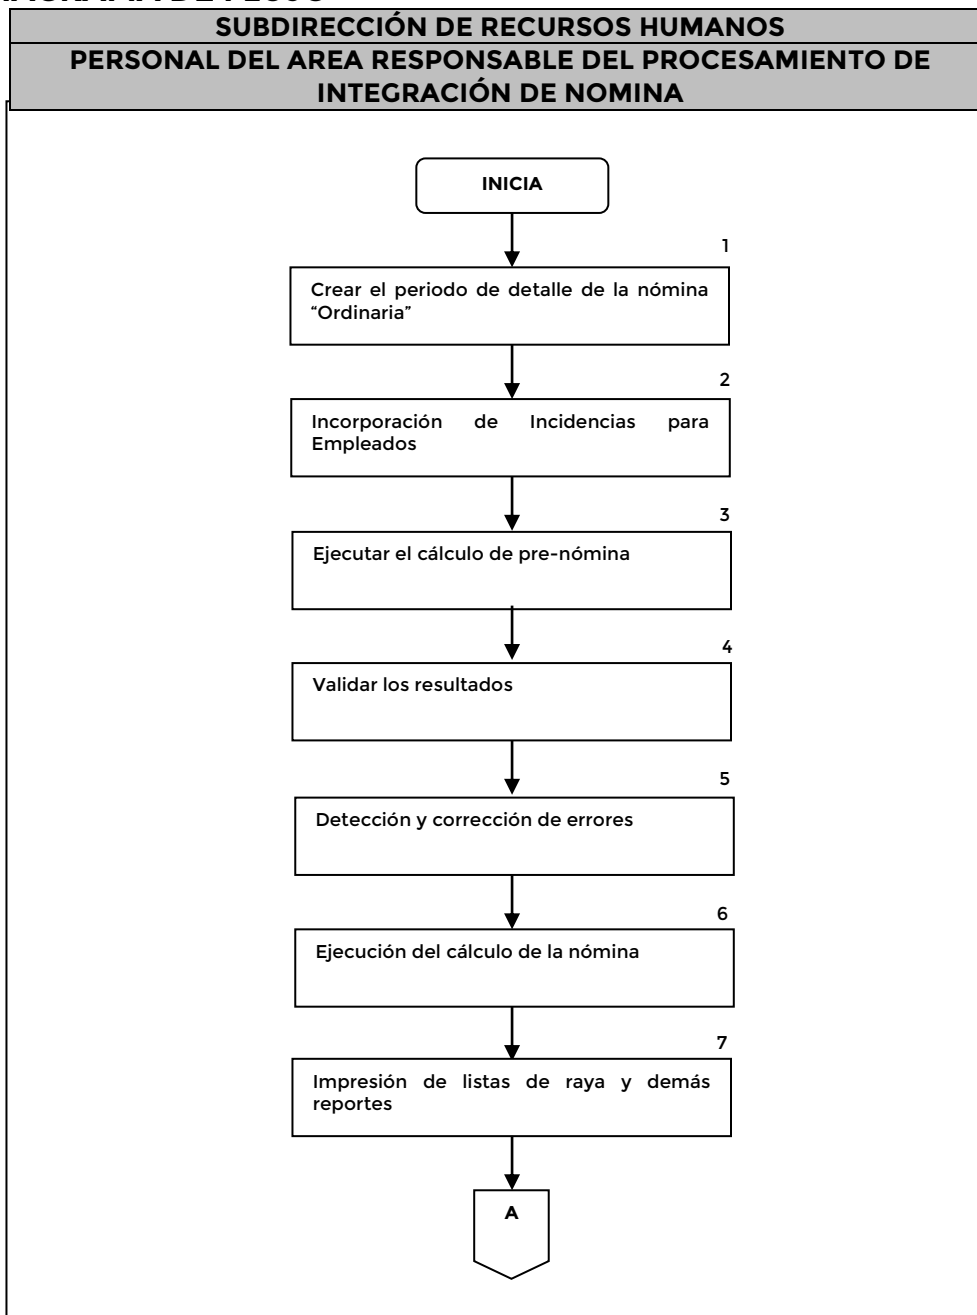 SUBDIRECCIÓN DE RECURSOS HUMANOS
PERSONAL DEL AREA RESPONSABLE DEL PROCESAMIENTO DE
INTEGRACIÓN DE NOMINA
INICIA
1
Crear el periodo de detalle de la nómina
“Ordinaria”
2
Incorporación de Incidencias para
Empleados
3
Ejecutar el cálculo de pre-nómina
4
Validar los resultados
5
Detección y corrección de errores
6
Ejecución del cálculo de la nómina
7
Impresión de listas de raya y demás
reportes
A